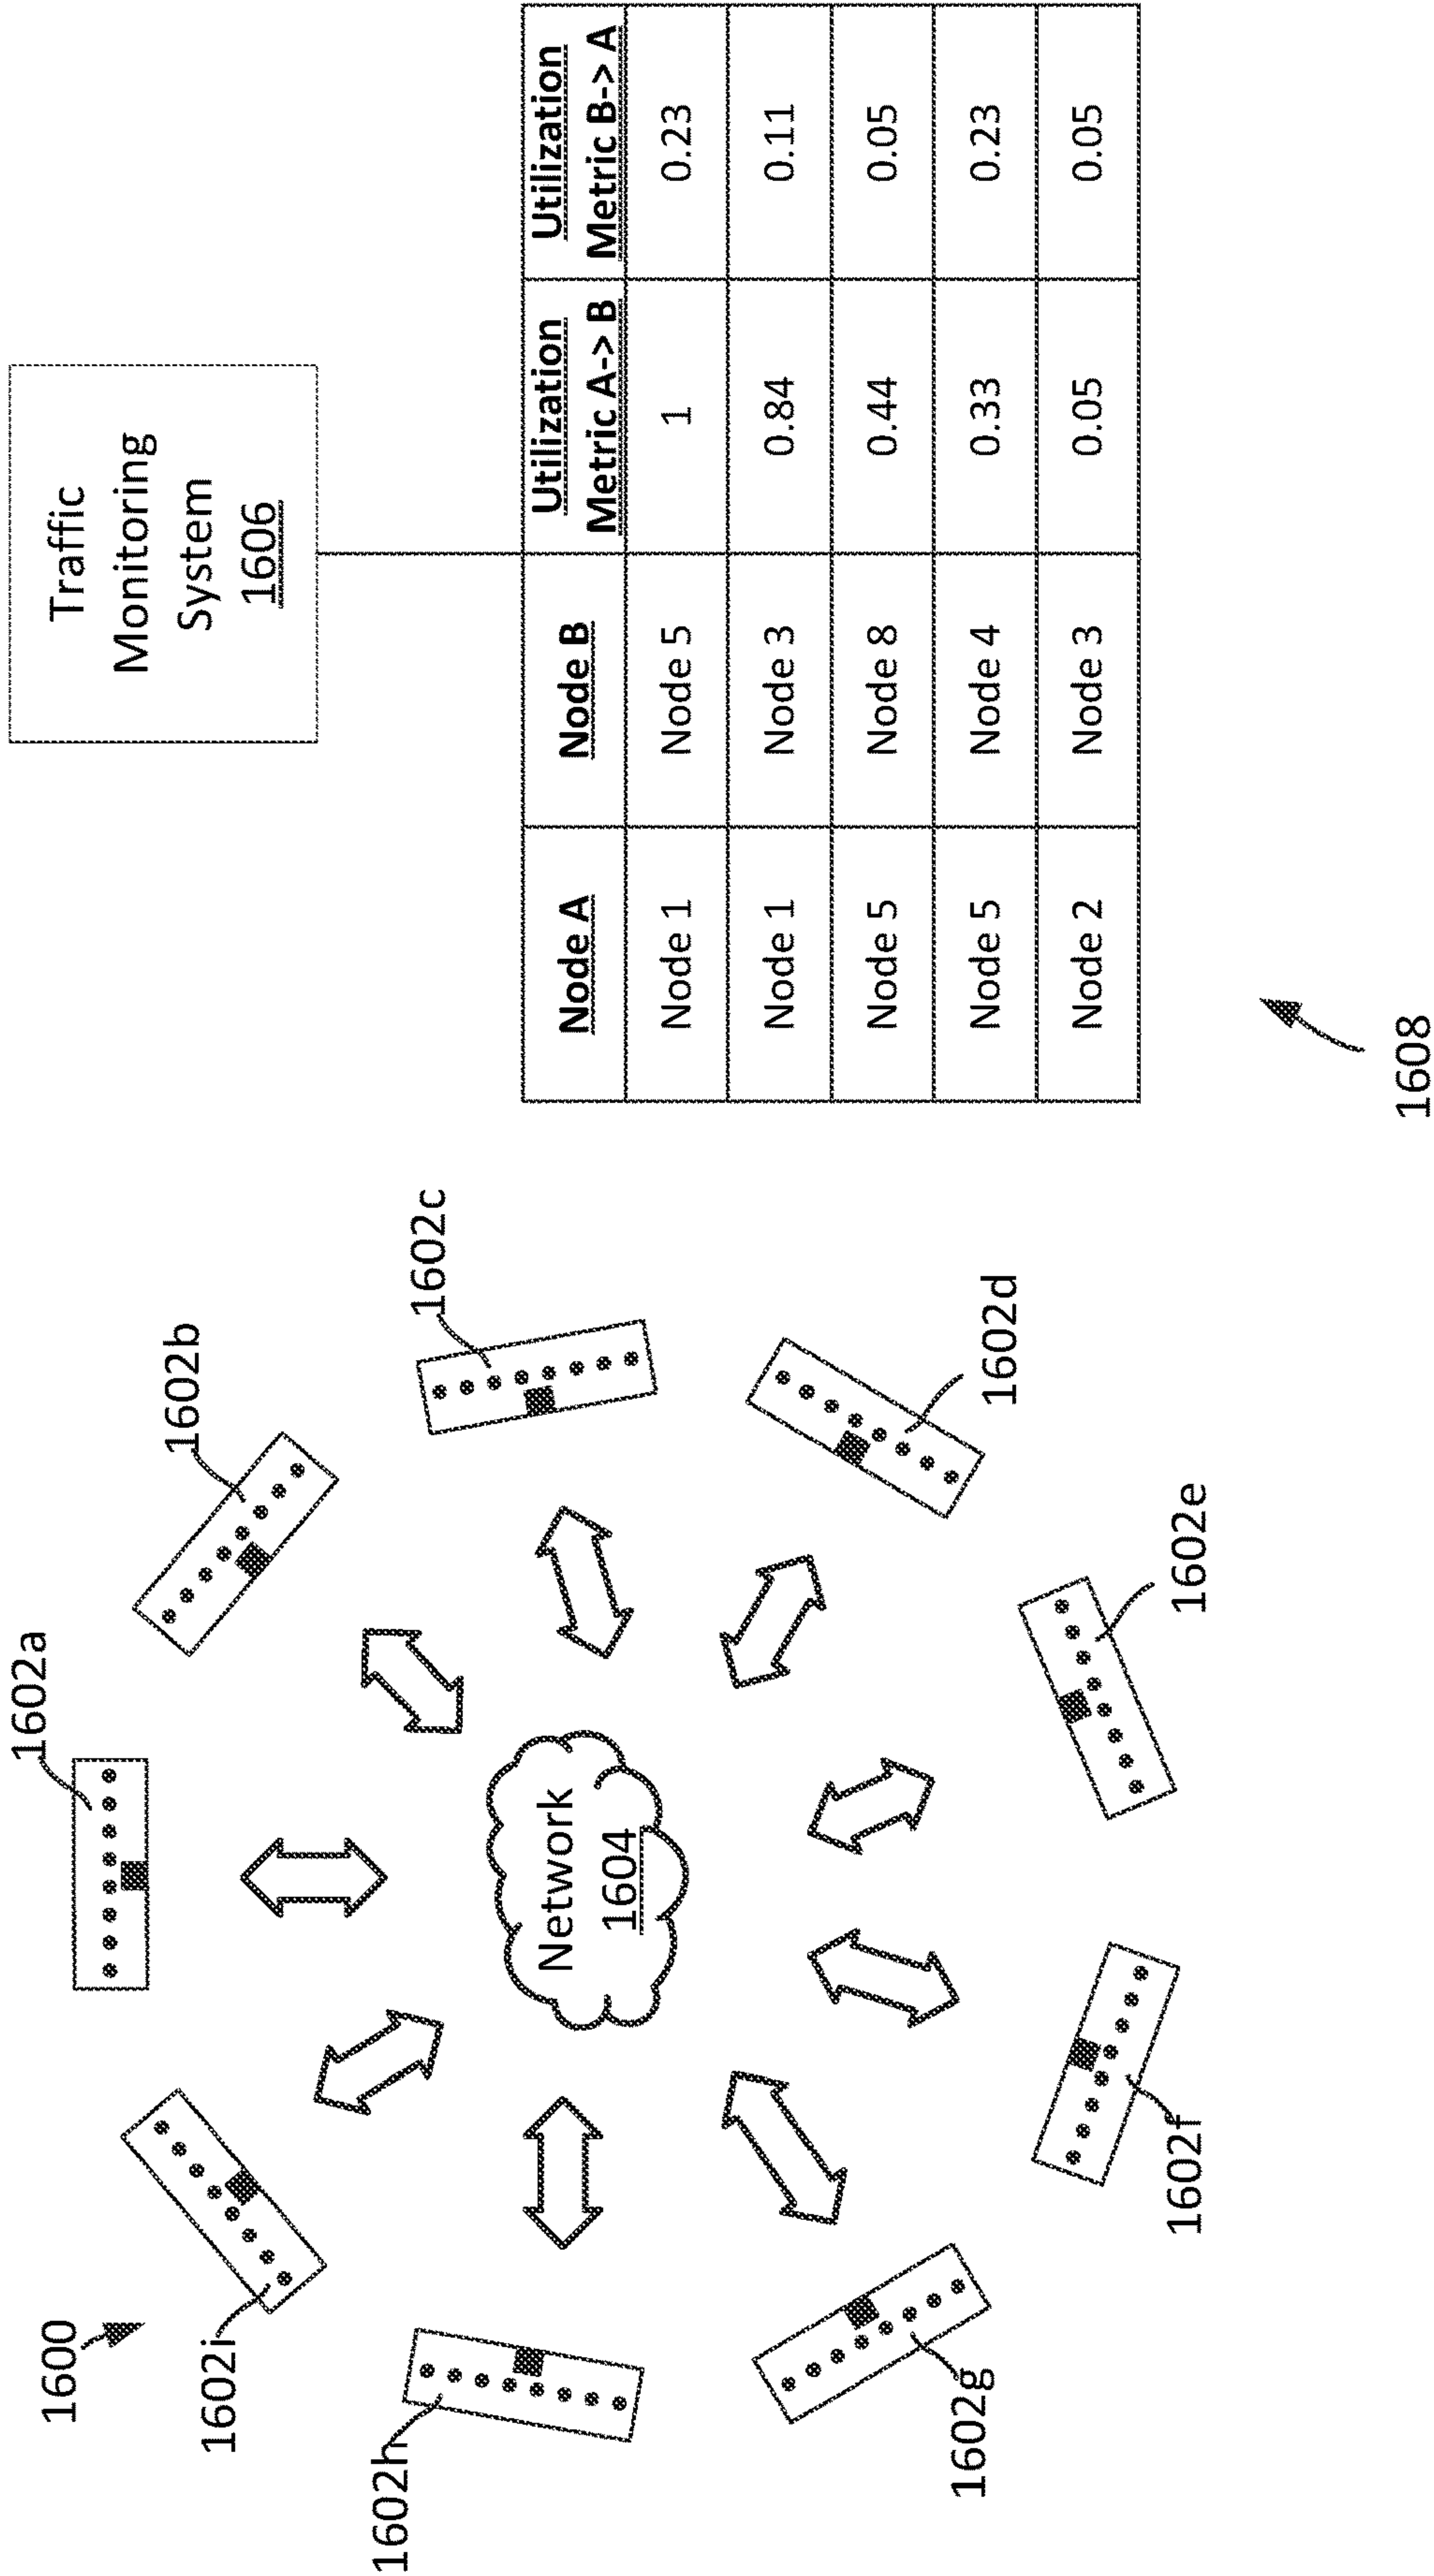 1600
1602a
1602b
1602c
1602d
1602e
1602f
1602g
1602h
1602i
Network
1604
Traffic
Monitoring
System
1606
Node A
Node B
Utilization
Metric A-> B
Utilization
Metric B-> A
Node 1
Node 5
1
0.23
Node 1
Node 3
0.84
0.11
Node 5
Node 8
0.44
0.05
Node 5
Node 4
0.33
0.23
Node 2
Node 3
0.05
0.05
1608